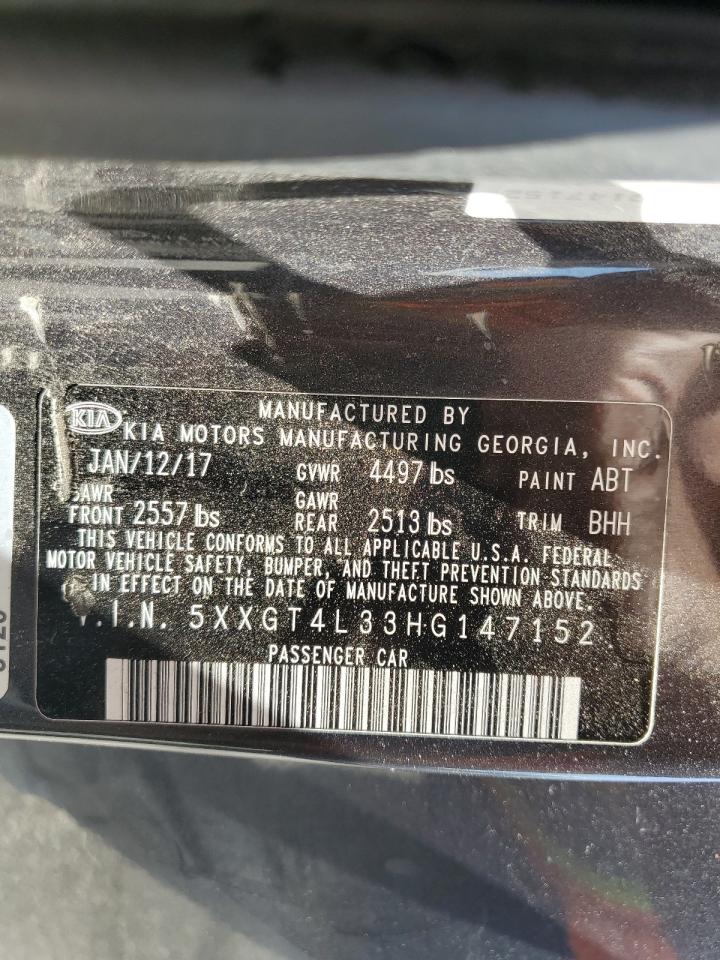 MANUFACTURED BY
KIA KIA MOTORS MANUFACTURING GEORGIA, INC.
JAN/12/17 GVWR 4497 lbs PAINT ABT
GAWR FRONT 2557 lbs GAWR REAR 2513 lbs TRIM BHH
THIS VEHICLE CONFORMS TO ALL APPLICABLE U.S.A. FEDERAL
MOTOR VEHICLE SAFETY, BUMPER, AND THEFT PREVENTION STANDARDS
IN EFFECT ON THE DATE OF MANUFACTURE SHOWN ABOVE.
V.I.N. 5XXGT4L33HG147152
PASSENGER CAR